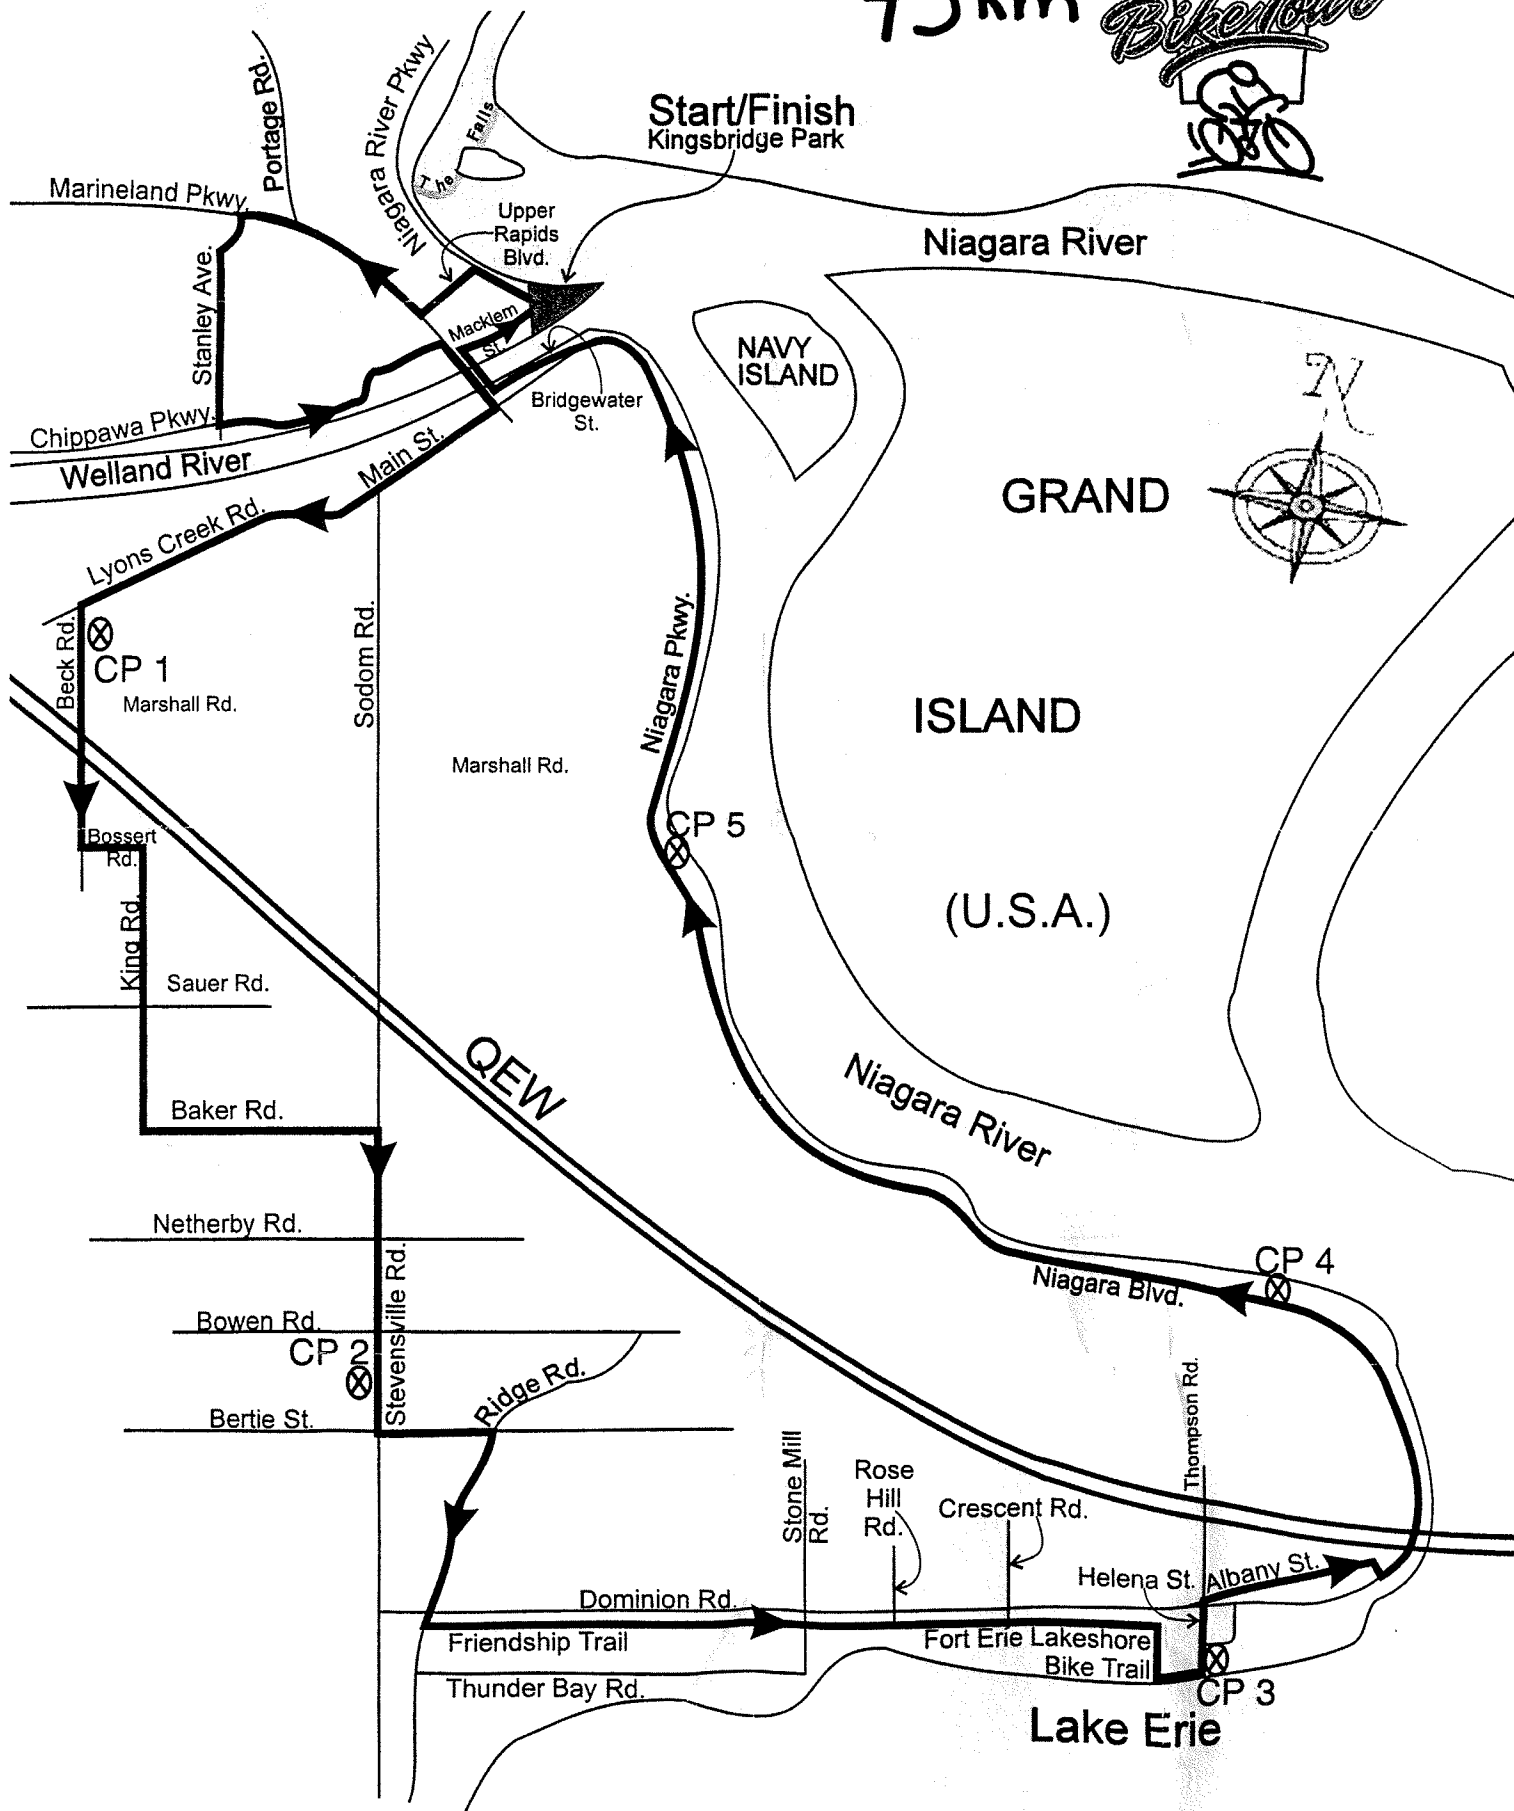 75 km
Bike Tour
Portage Rd.
Niagara River Pkwy
The Falls
Start/Finish
Kingsbridge Park
Marineland Pkwy.
Upper
Rapids
Blvd.
Niagara River
Stanley Ave.
Macklem
St.
NAVY
ISLAND
N
Bridgewater
St.
Chippawa Pkwy.
Welland River
Main St.
GRAND
Lyons Creek Rd.
Beck Rd.
CP 1
Sodom Rd.
Niagara Pkwy.
Marshall Rd.
ISLAND
Marshall Rd.
CP 5
Bossert
Rd.
King Rd.
(U.S.A.)
Sauer Rd.
QEW
Niagara River
Baker Rd.
Netherby Rd.
Stevensville Rd.
CP 4
Niagara Blvd.
Bowen Rd.
CP 2
Ridge Rd.
Bertie St.
Thompson Rd.
Stone Mill
Rd.
Rose
Hill
Rd.
Crescent Rd.
Helena St.
Albany St.
Dominion Rd.
Friendship Trail
Fort Erie Lakeshore
Bike Trail
Thunder Bay Rd.
CP 3
Lake Erie